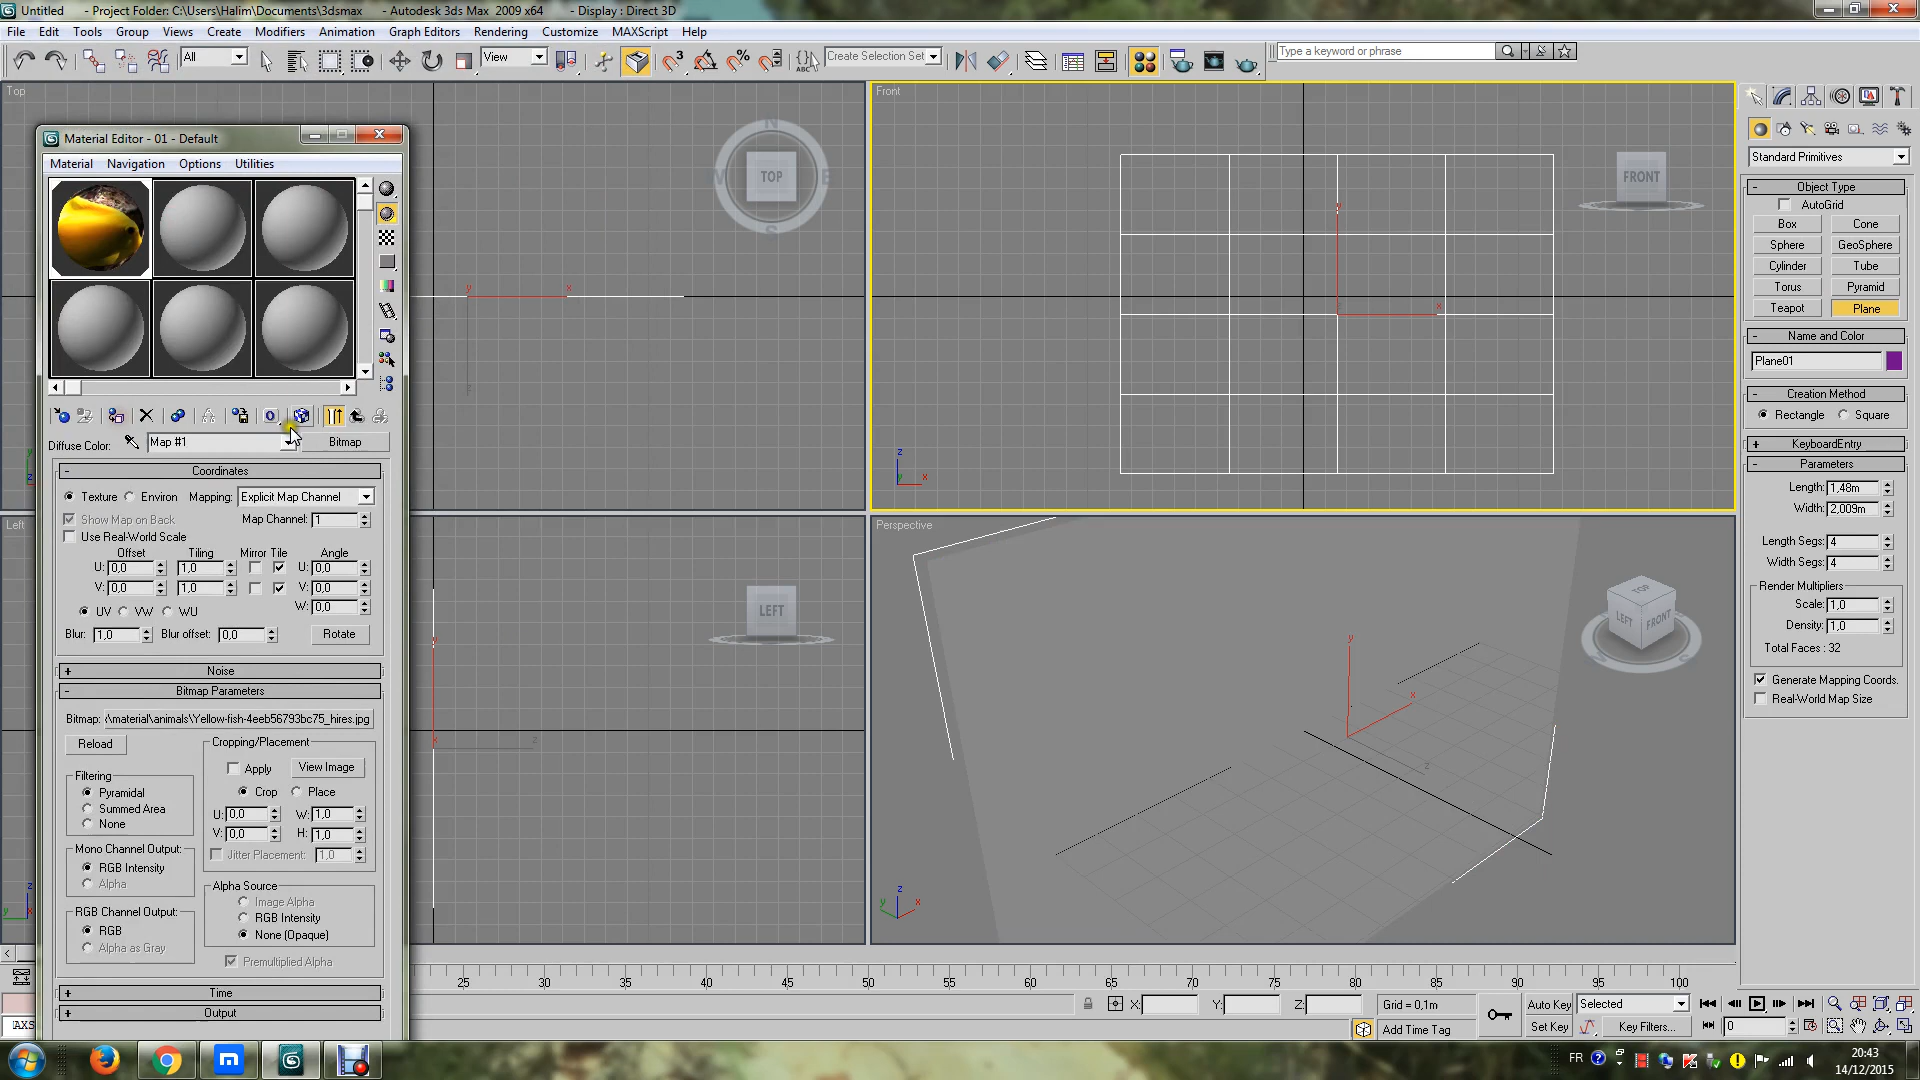 Untitled - Project Folder: C:\Users\Halim\Documents\3dsmax - Autodesk 3ds Max 2009 x64 - Display : Direct 3D
File Edit Tools Group Views Create Modifiers Animation Graph Editors Rendering Customize MAXScript Help
All View Create Selection Set Type a keyword or phrase
Top
Front
Material Editor - 01 - Default
Material Navigation Options Utilities
N
TOP
FRONT
S
Standard Primitives
Object Type
AutoGrid
Box Cone
Sphere GeoSphere
Cylinder Tube
Torus Pyramid
Teapot Plane
Name and Color
Plane01
Creation Method
Rectangle Square
KeyboardEntry
Parameters
Length: 1,48m
Width: 2,009m
Length Segs: 4
Width Segs: 4
Render Multipliers
Scale: 1,0
Density: 1,0
Total Faces : 32
Generate Mapping Coords.
Real-World Map Size
Diffuse Color: Map #1 Bitmap
Coordinates
Texture Environ Mapping: Explicit Map Channel
Show Map on Back Map Channel: 1
Use Real-World Scale
Offset Tiling Mirror Tile Angle
U: 0,0 1,0 U: 0,0
V: 0,0 1,0 V: 0,0
UV VW WU W: 0,0
Blur: 1,0 Blur offset: 0,0 Rotate
Noise
Bitmap Parameters
Bitmap: \material\animals\Yellow-fish-4eeb56793bc75_hires.jpg
Reload Cropping/Placement
Apply View Image
Filtering
Pyramidal Crop Place
Summed Area U: 0,0 W: 1,0
None V: 0,0 H: 1,0
Jitter Placement: 1,0
Mono Channel Output:
RGB Intensity
Alpha
Alpha Source
Image Alpha
RGB Intensity
None (Opaque)
RGB Channel Output:
RGB
Alpha as Gray
Premultiplied Alpha
Time
Output
Left
LEFT
Perspective
TOP
LEFT FRONT
25 30 35 40 45 50 55 60 65 70 75 80 85 90 95 100
X: Y: Z: Grid = 0,1m Auto Key Selected
Add Time Tag Set Key Key Filters... 0
FR 20:43
14/12/2015